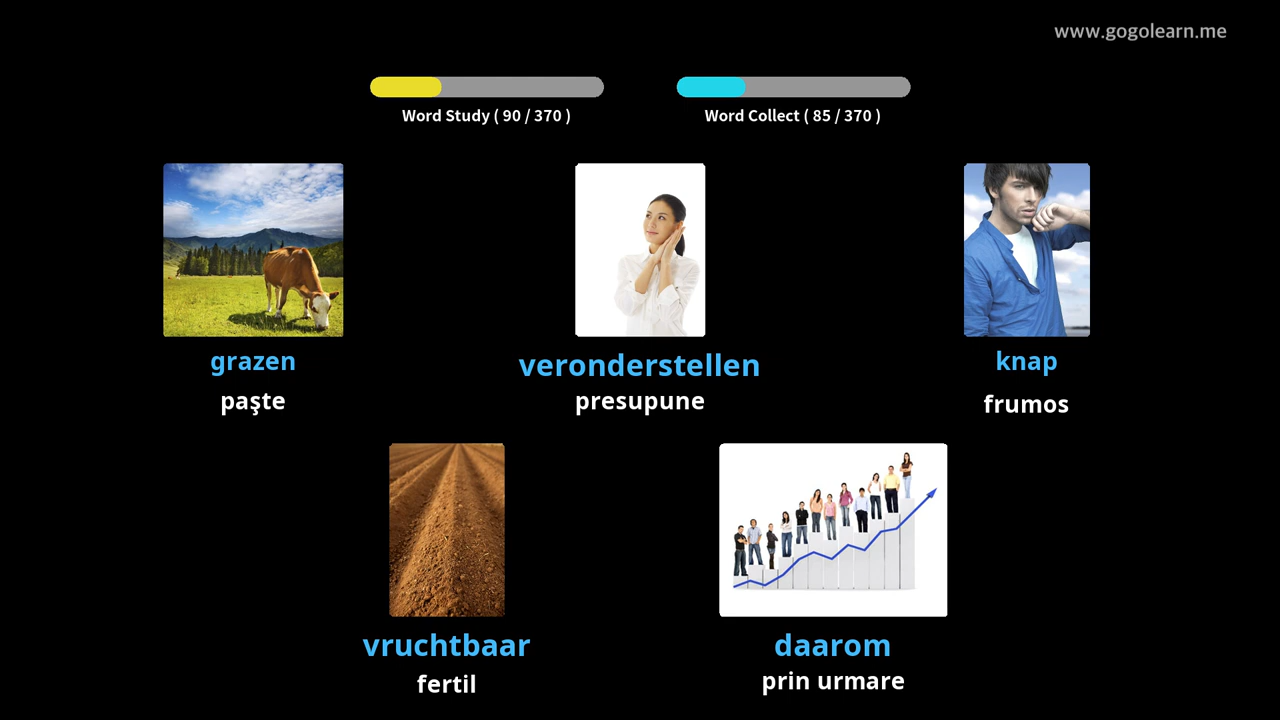 www.gogolearn.me
Word Study ( 90 / 370 )
Word Collect ( 85 / 370 )
grazen
paşte
veronderstellen
presupune
knap
frumos
vruchtbaar
fertil
daarom
prin urmare